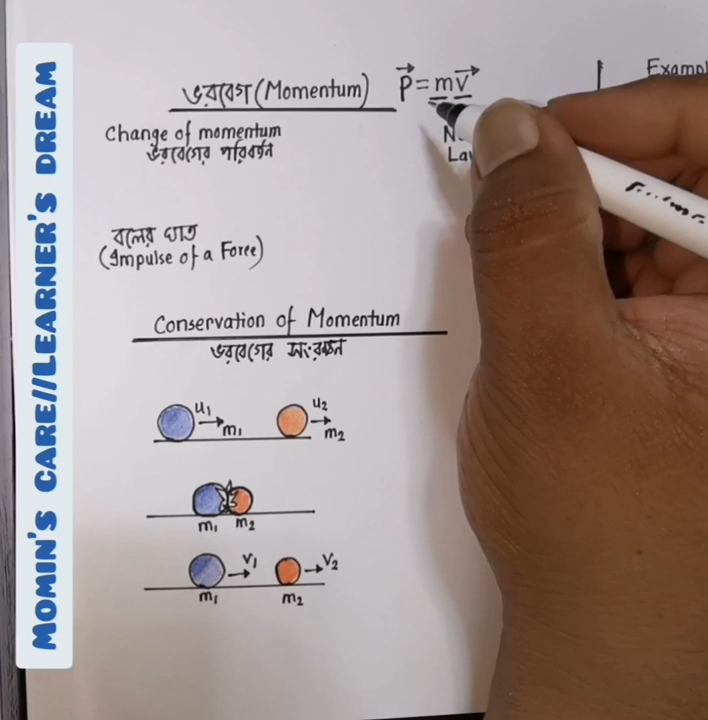 MOMIN'S CARE//LEARNER'S DREAM
ভরবেগ (Momentum)
P = mv
Change of momentum
ভরবেগের পরিবর্তন
বলের ঘাত
(Impulse of a Force)
Conservation of Momentum
ভরবেগের সংরক্ষন
u1 u2
m1 m2
m1 m2
v1 v2
m1 m2